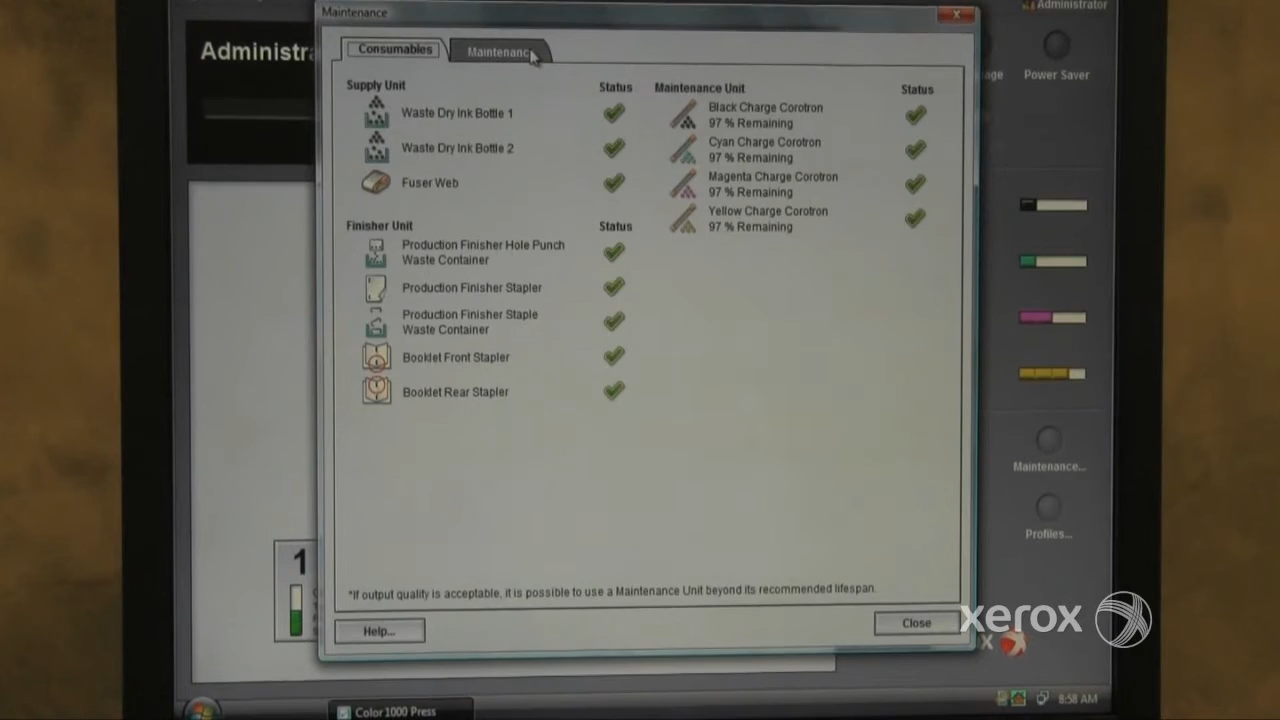 Maintenance
Administrator
Administra
Consumables
Maintenance
Power Saver
Supply Unit
Status
Waste Dry Ink Bottle 1
Waste Dry Ink Bottle 2
Fuser Web
Finisher Unit
Status
Production Finisher Hole Punch
Waste Container
Production Finisher Stapler
Production Finisher Staple
Waste Container
Booklet Front Stapler
Booklet Rear Stapler
Maintenance Unit
Status
Black Charge Corotron
97 % Remaining
Cyan Charge Corotron
97 % Remaining
Magenta Charge Corotron
97 % Remaining
Yellow Charge Corotron
97 % Remaining
Maintenance...
Profiles...
1
*If output quality is acceptable, it is possible to use a Maintenance Unit beyond its recommended lifespan.
Help...
Close
xerox
X
Color 1000 Press
8:58 AM